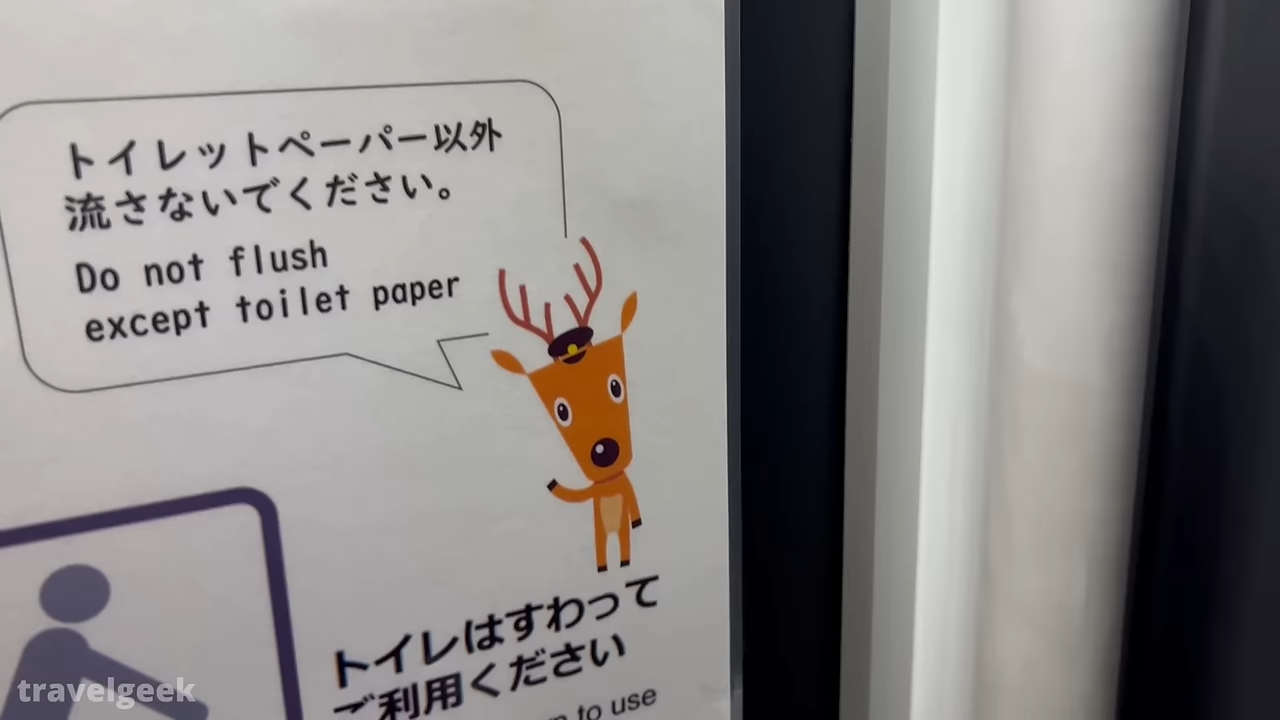 トイレットペーパー以外
流さないでください。
Do not flush
except toilet paper
トイレはすわって
ご利用ください
to use
travelgeek